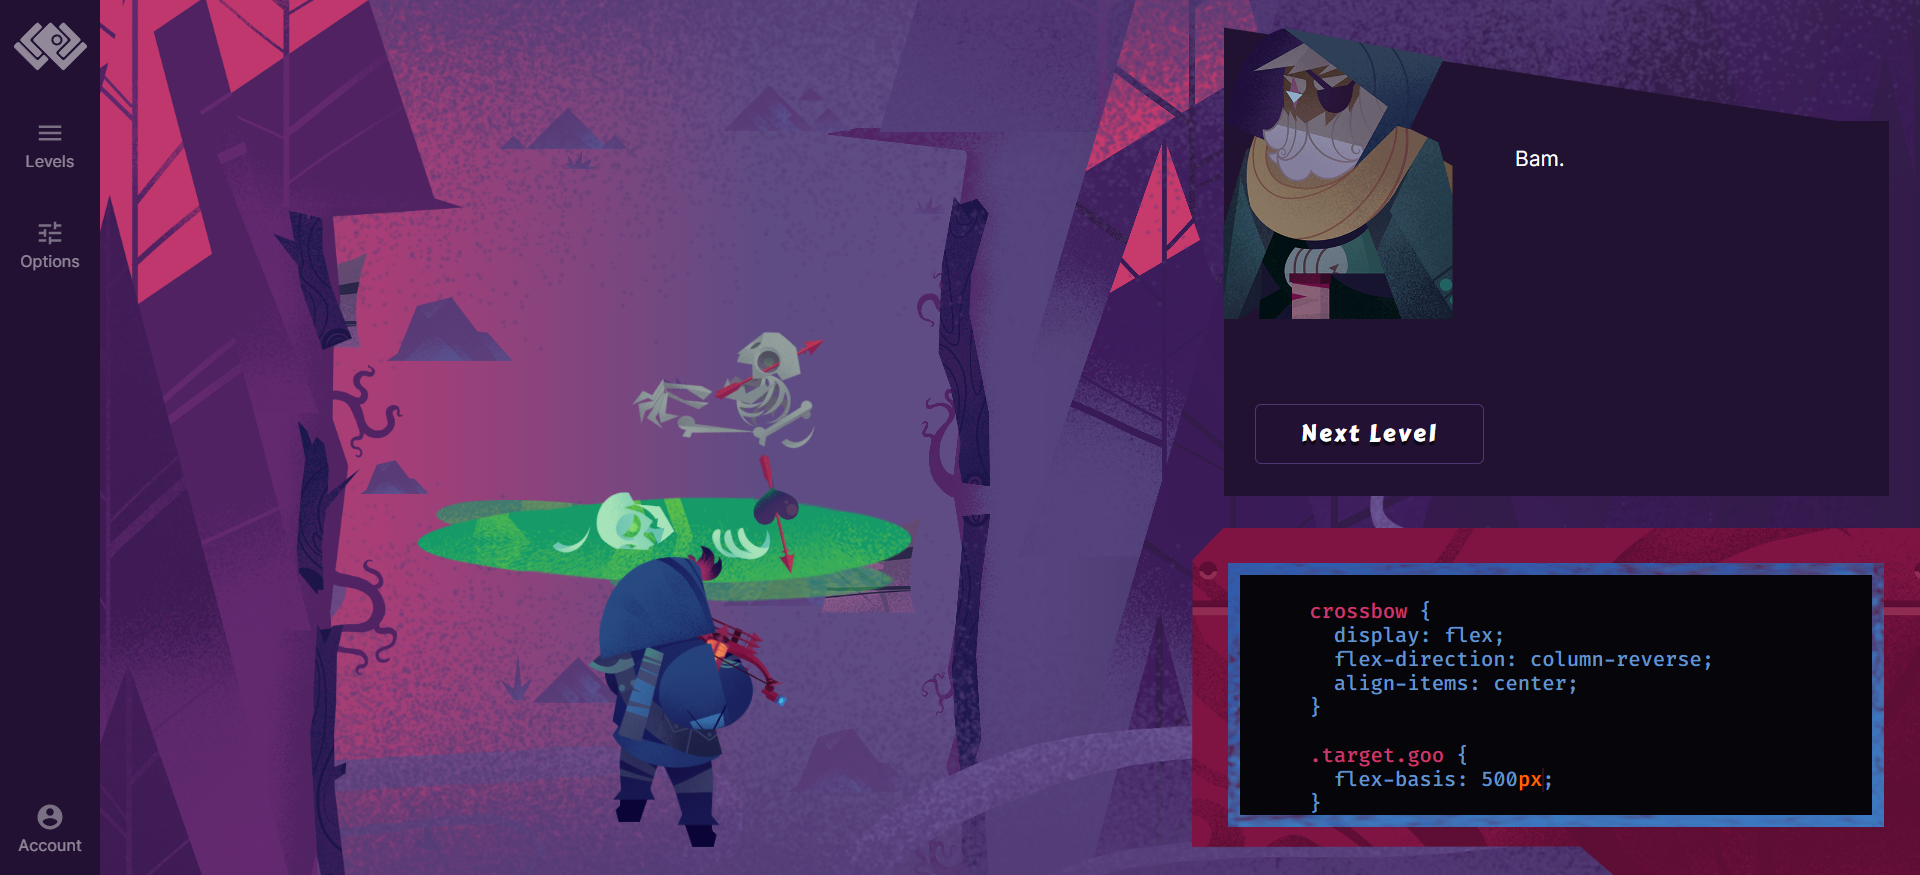 Levels
Options
Account
Bam.
Next Level
crossbow {
display: flex;
flex-direction: column-reverse;
align-items: center;
}
.target.goo {
flex-basis: 500px;
}